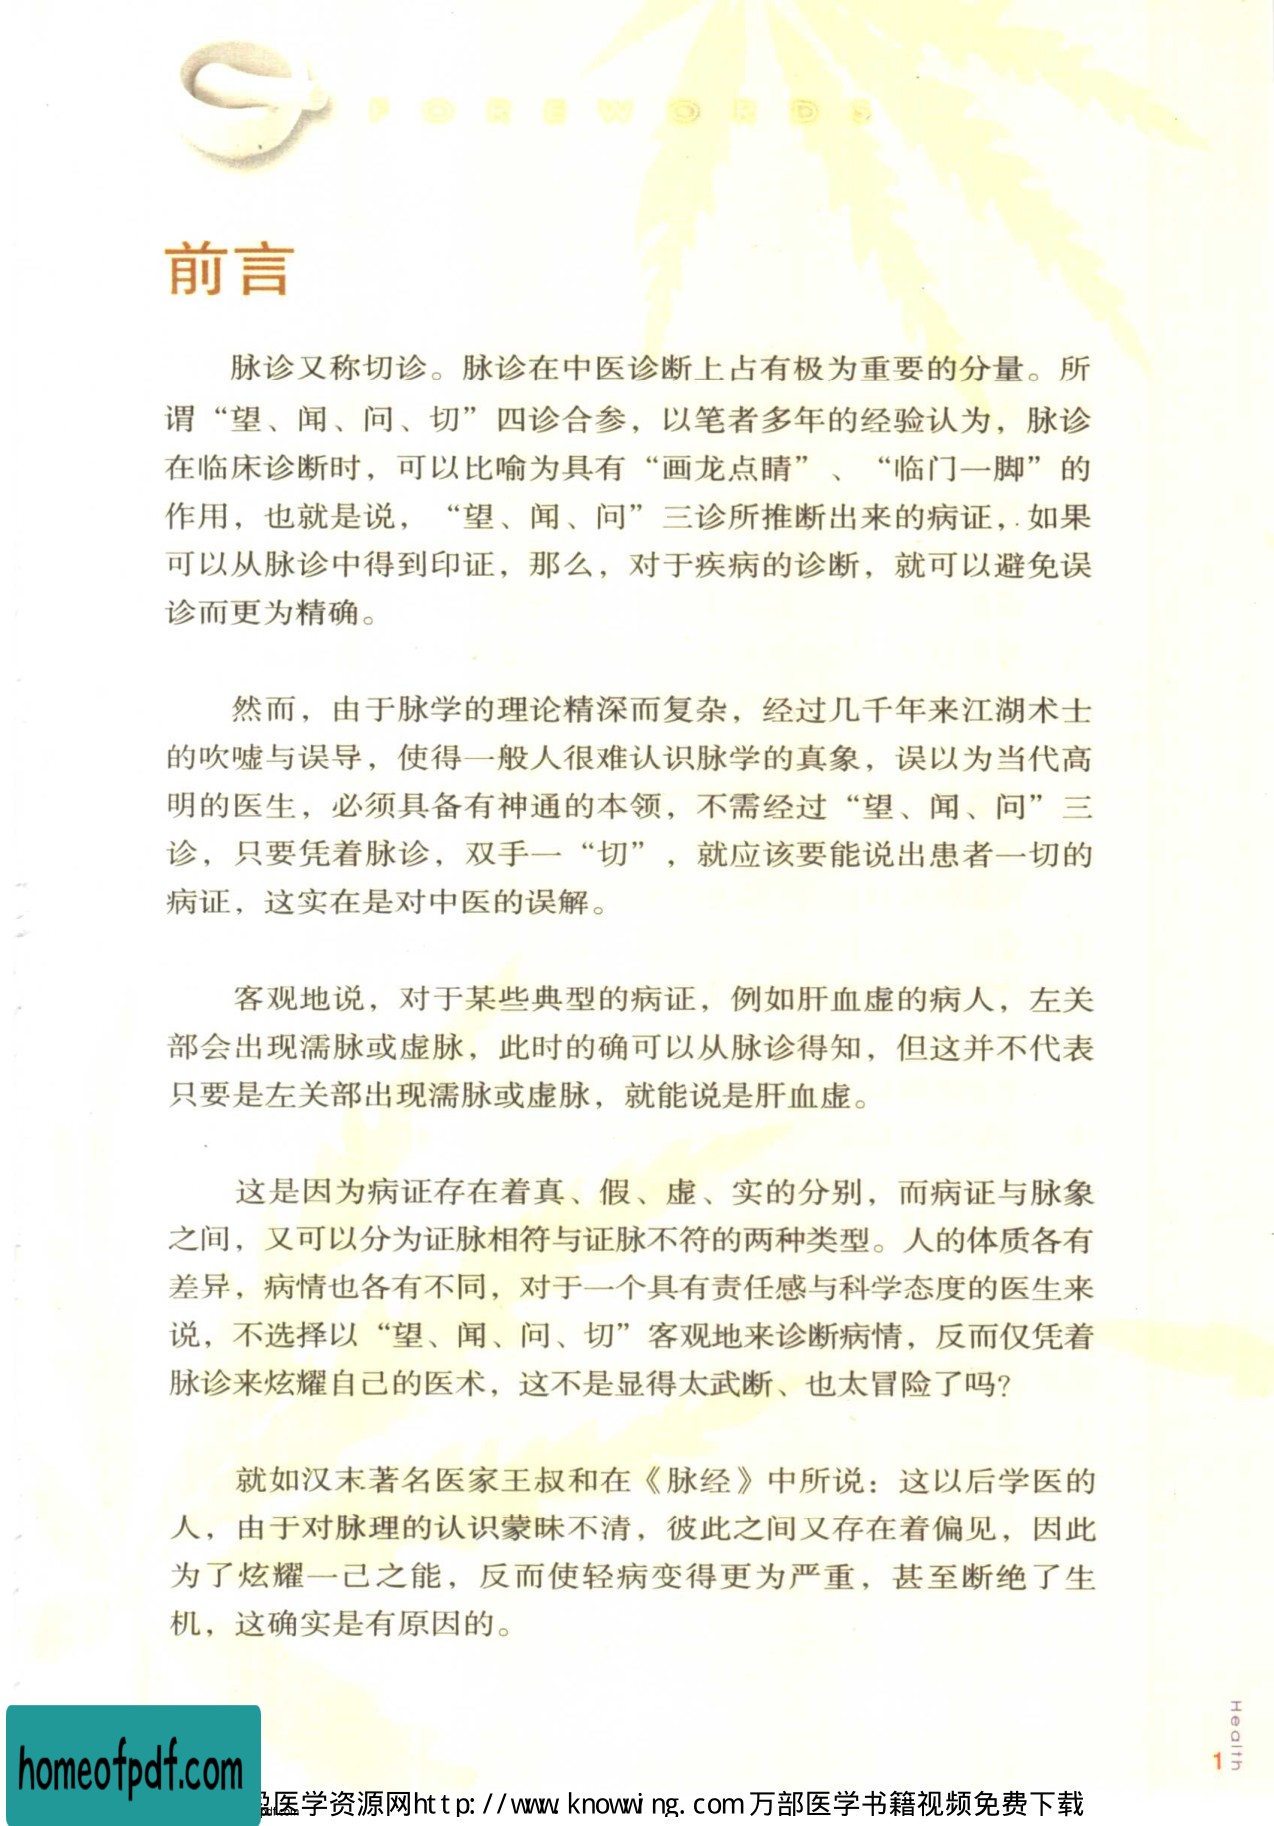 FOREWORDS
前言
脉诊又称切诊。脉诊在中医诊断上占有极为重要的分量。所
谓“望、闻、问、切”四诊合参，以笔者多年的经验认为，脉诊
在临床诊断时，可以比喻为具有“画龙点睛”、“临门一脚”的
作用，也就是说，“望、闻、问”三诊所推断出来的病证，如果
可以从脉诊中得到印证，那么，对于疾病的诊断，就可以避免误
诊而更为精确。
然而，由于脉学的理论精深而复杂，经过几千年来江湖术士
的吹嘘与误导，使得一般人很难认识脉学的真象，误以为当代高
明的医生，必须具备有神通的本领，不需经过“望、闻、问”三
诊，只要凭着脉诊，双手一“切”，就应该要能说出患者一切的
病证，这实在是对中医的误解。
客观地说，对于某些典型的病证，例如肝血虚的病人，左关
部会出现濡脉或虚脉，此时的确可以从脉诊得知，但这并不代表
只要是左关部出现濡脉或虚脉，就能说是肝血虚。
这是因为病证存在着真、假、虚、实的分别，而病证与脉象
之间，又可以分为证脉相符与证脉不符的两种类型。人的体质各有
差异，病情也各有不同，对于一个具有责任感与科学态度的医生来
说，不选择以“望、闻、问、切”客观地来诊断病情，反而仅凭着
脉诊来炫耀自己的医术，这不是显得太武断、也太冒险了吗?
就如汉末著名医家王叔和在《脉经》中所说：这以后学医的
人，由于对脉理的认识蒙昧不清，彼此之间又存在着偏见，因此
为了炫耀一己之能，反而使轻病变得更为严重，甚至断绝了生
机，这确实是有原因的。
Health
1
homeofpdf.com
医学资源网http://www.knowwing.com万部医学书籍视频免费下载